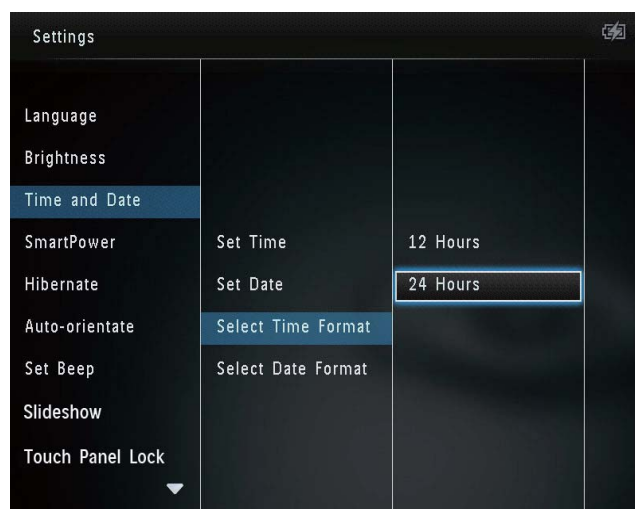 Settings
Language
Brightness
Time and Date
SmartPower
Hibernate
Auto-orientate
Set Beep
Slideshow
Touch Panel Lock
Set Time
Set Date
Select Time Format
Select Date Format
12 Hours
24 Hours